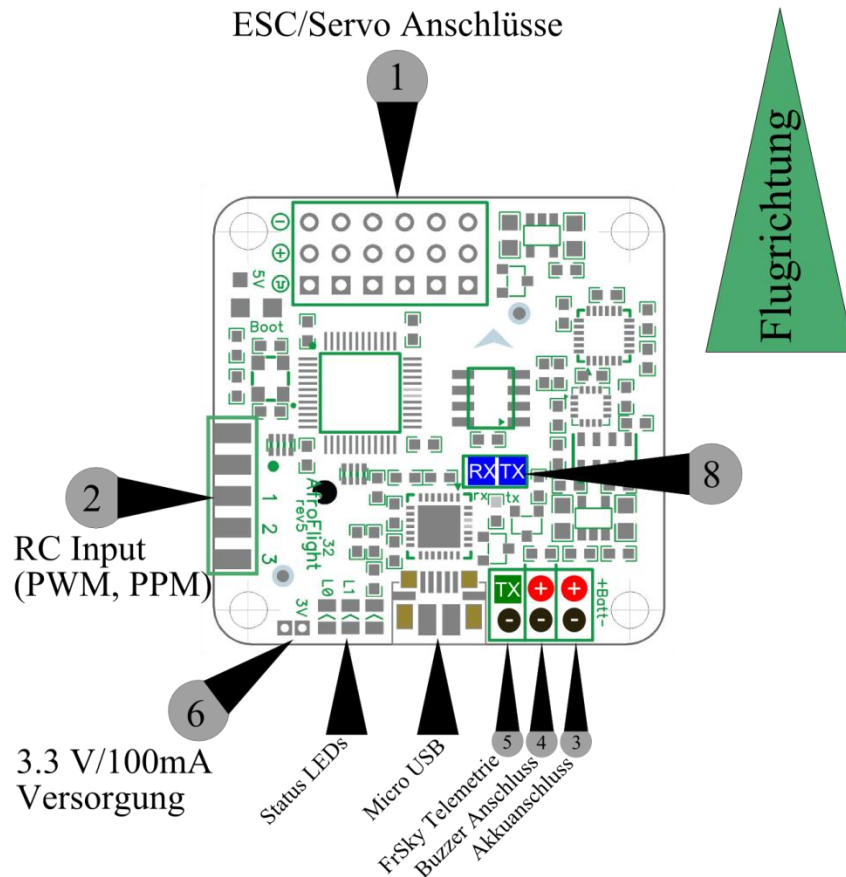 ESC/Servo Anschlüsse
1
Flugrichtung
5V
Boot
RX TX
rx tx
8
2
RC Input
(PWM, PPM)
1
2
3
AfroFlight
32
rev5
L0
L1
3V
TX
+Batt-
6
3.3 V/100mA
Versorgung
Status LEDs
Micro USB
5
FrSky Telemetrie
4
Buzzer Anschluss
3
Akkuanschluss